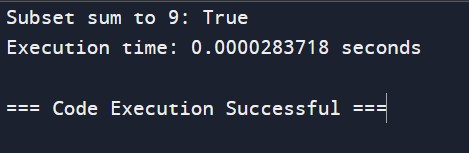 Subset sum to 9: True
Execution time: 0.0000283718 seconds
=== Code Execution Successful ===